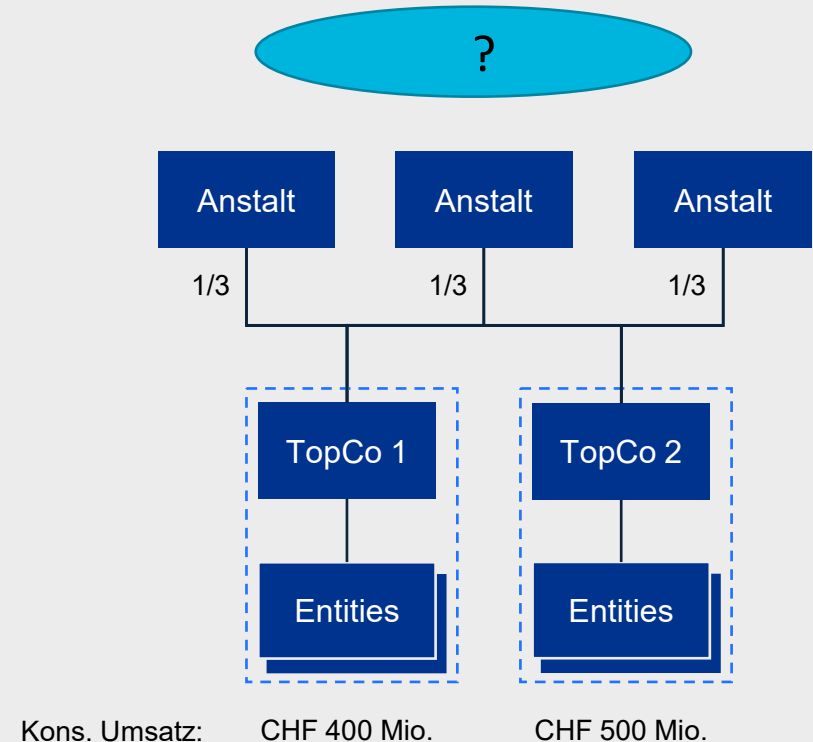 ?
Anstalt Anstalt Anstalt
1/3 1/3 1/3
TopCo 1 TopCo 2
Entities Entities
Kons. Umsatz: CHF 400 Mio. CHF 500 Mio.